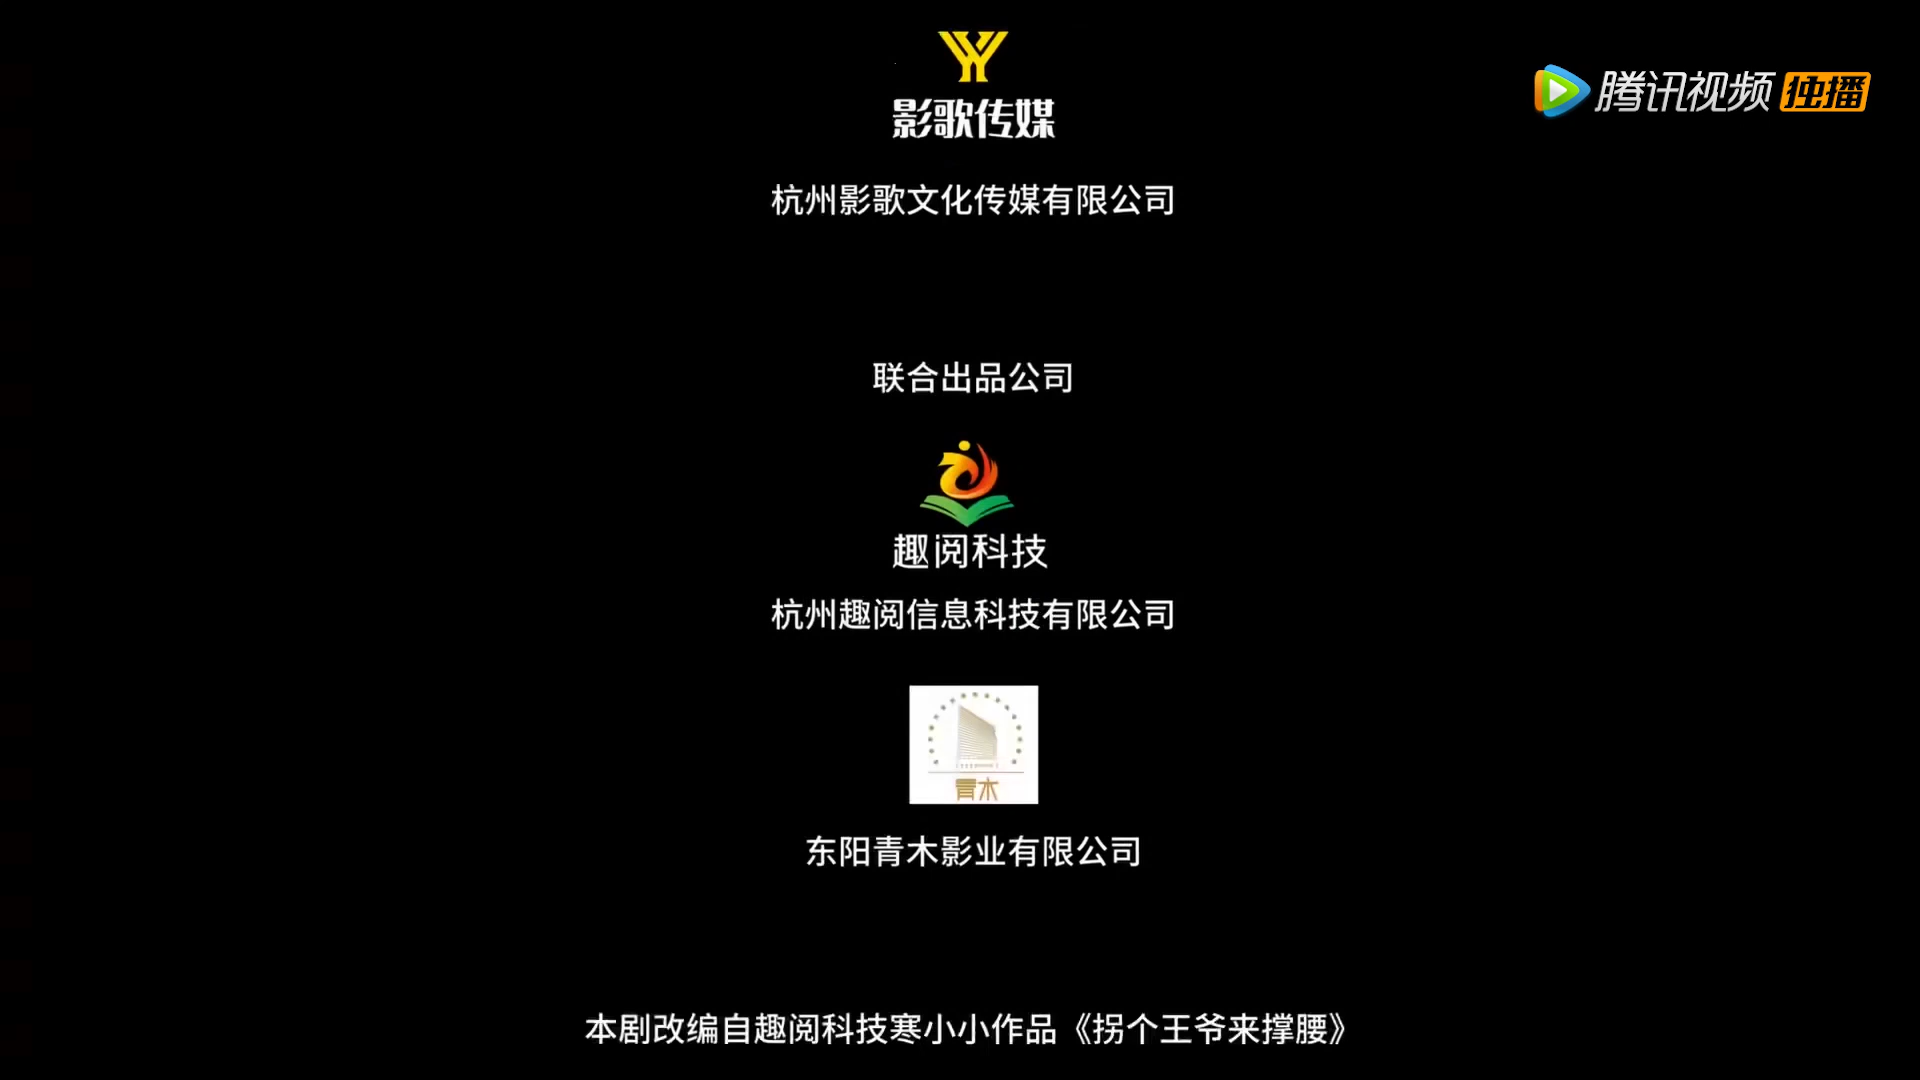 影歌传媒
腾讯视频 独播
杭州影歌文化传媒有限公司
联合出品公司
趣阅科技
杭州趣阅信息科技有限公司
青木
东阳青木影业有限公司
本剧改编自趣阅科技寒小小作品《拐个王爷来撑腰》